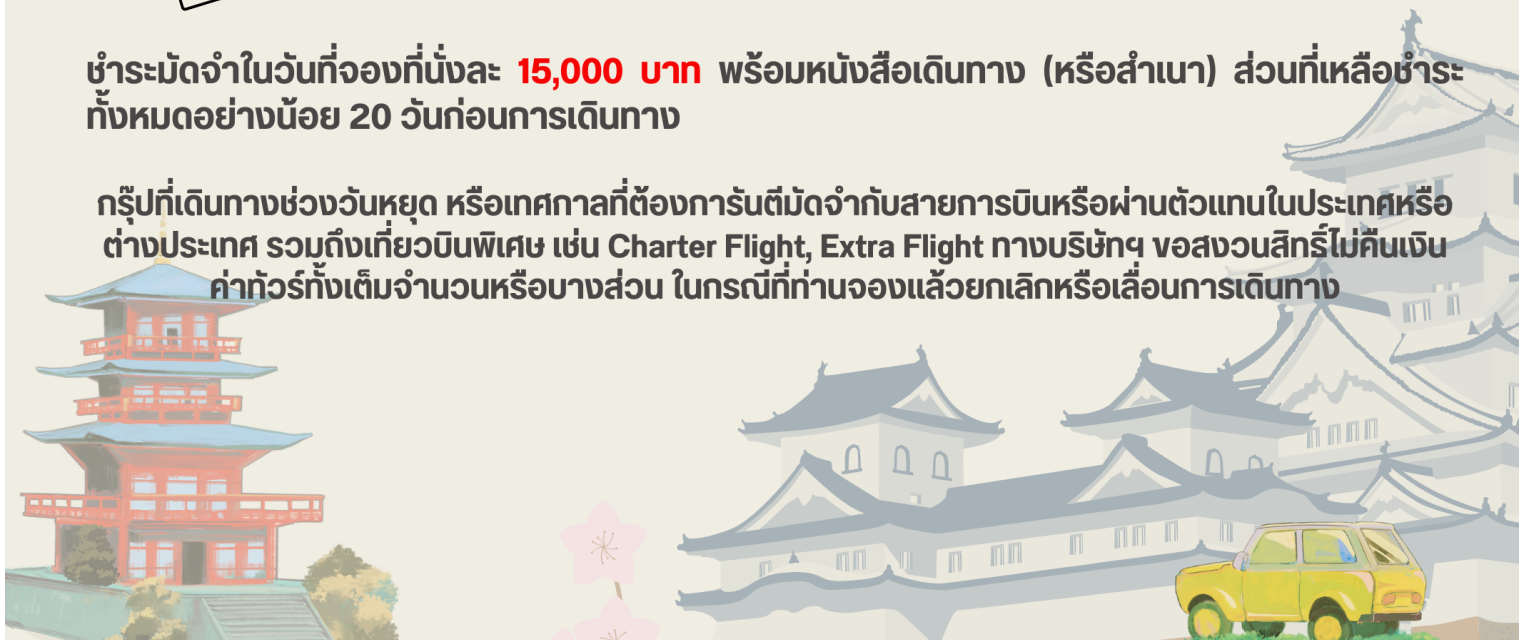 ชำระมัดจำในวันที่จองที่นั่งละ 15,000 บาท พร้อมหนังสือเดินทาง (หรือสำเนา) ส่วนที่เหลือชำระ
ทั้งหมดอย่างน้อย 20 วันก่อนการเดินทาง
กรุ๊ปที่เดินทางช่วงวันหยุด หรือเทศกาลที่ต้องการันตีมัดจำกับสายการบินหรือผ่านตัวแทนในประเทศหรือ
ต่างประเทศ รวมถึงเที่ยวบินพิเศษ เช่น Charter Flight, Extra Flight ทางบริษัทฯ ขอสงวนสิทธิ์ไม่คืนเงิน
ค่าทัวร์ทั้งเต็มจำนวนหรือบางส่วน ในกรณีที่ท่านจองแล้วยกเลิกหรือเลื่อนการเดินทาง